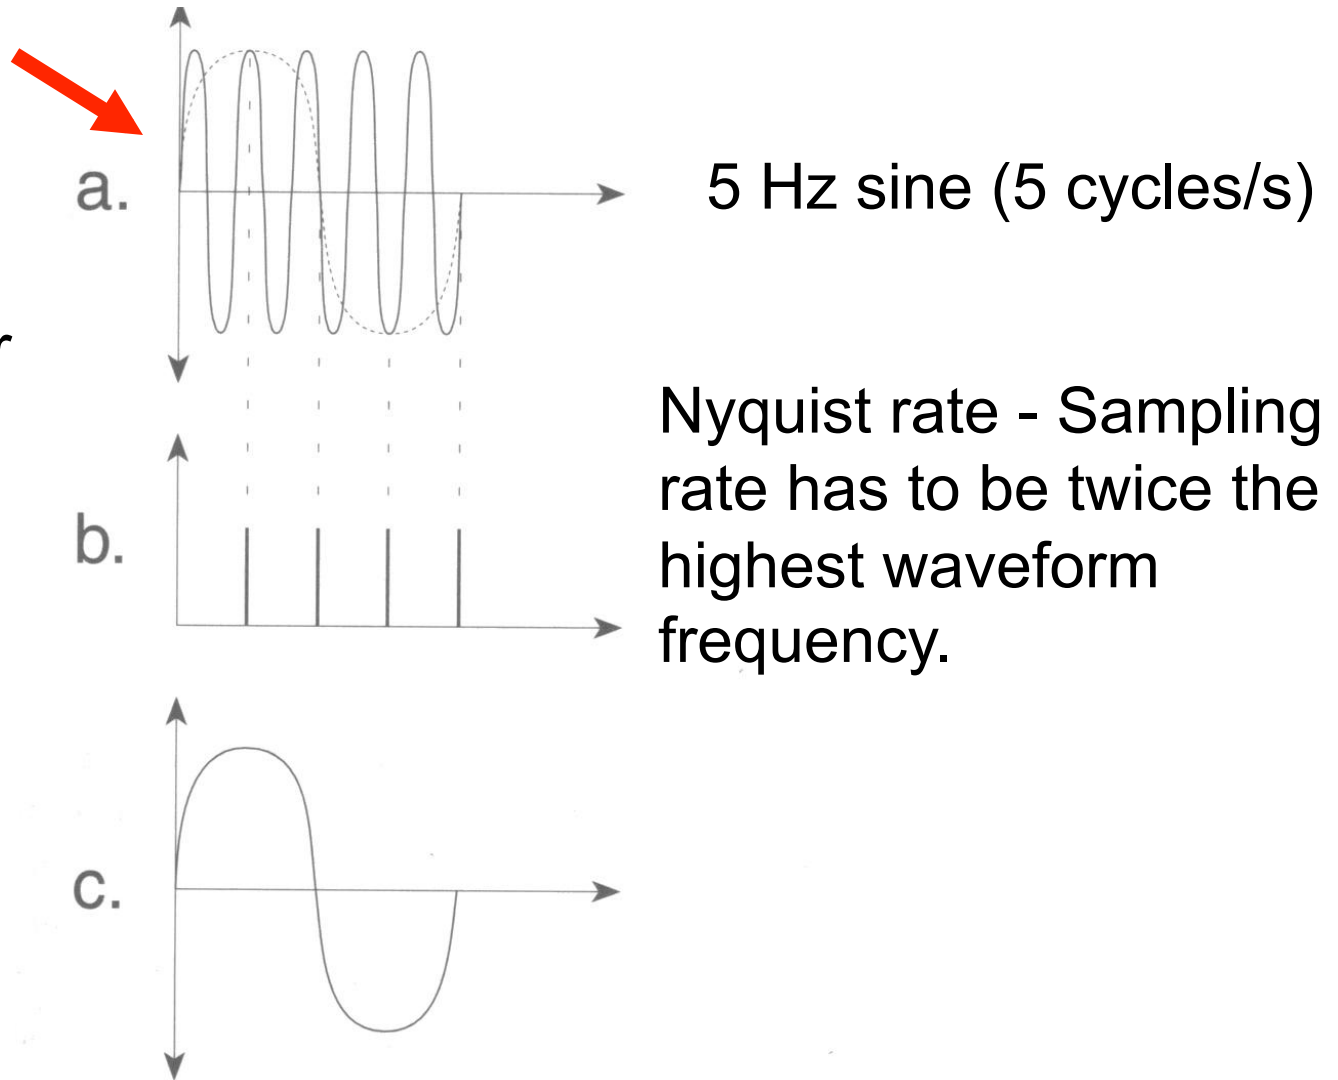 a.
5 Hz sine (5 cycles/s)
r
Nyquist rate - Sampling
rate has to be twice the
highest waveform
frequency.
b.
c.